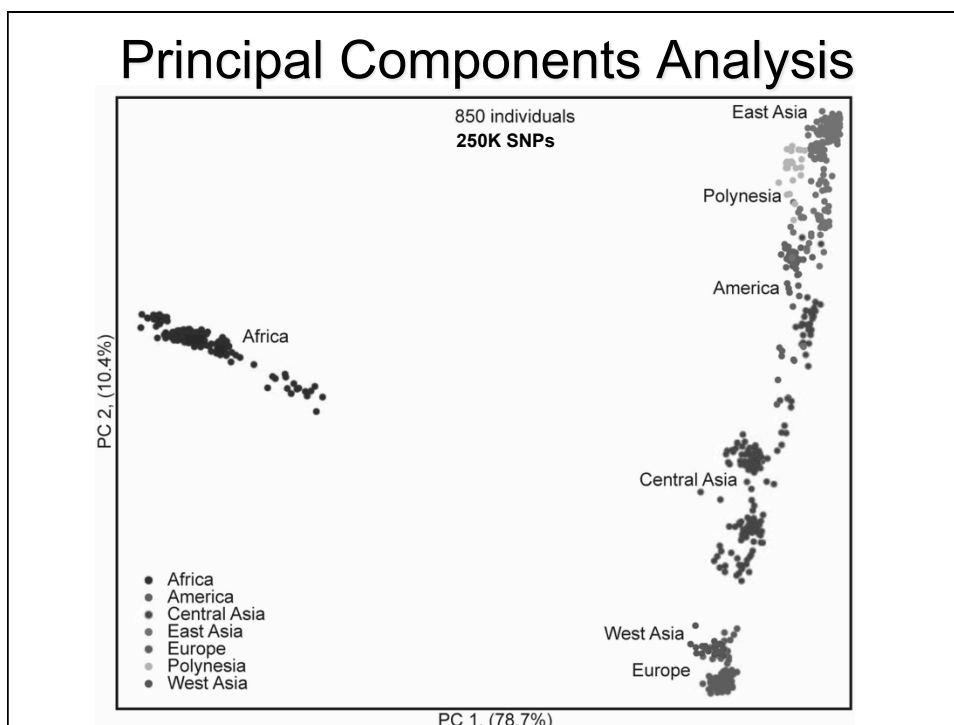 Principal Components Analysis
850 individuals
250K SNPs
East Asia
Polynesia
America
Africa
PC 2, (10.4%)
Central Asia
West Asia
Europe
Africa
America
Central Asia
East Asia
Europe
Polynesia
West Asia
PC 1, (78.7%)